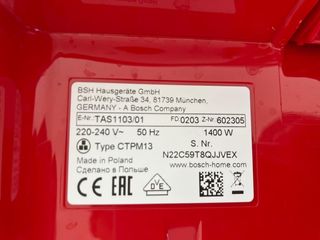 BSH Hausgeräte GmbH
Carl-Wery-Straße 34, 81739 München,
GERMANY - A Bosch Company
E-Nr. TAS1103/01 FD 0203 Z-Nr 602305
220-240 V~ 50 Hz 1400 W
Type CTPM13 S. Nr.
Made in Poland N22C59T8QJJVEX
Сделано в Польше www.bosch-home.com
CE EAC VDE